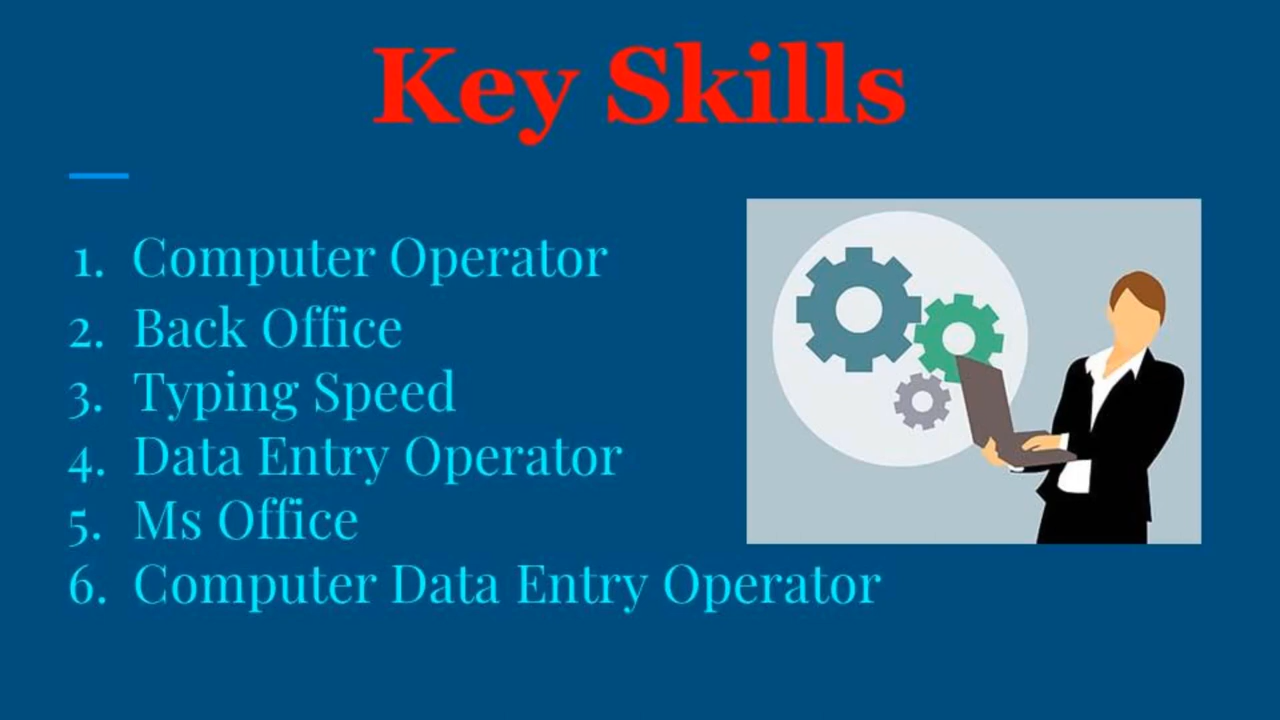 Key Skills
1. Computer Operator
2. Back Office
3. Typing Speed
4. Data Entry Operator
5. Ms Office
6. Computer Data Entry Operator